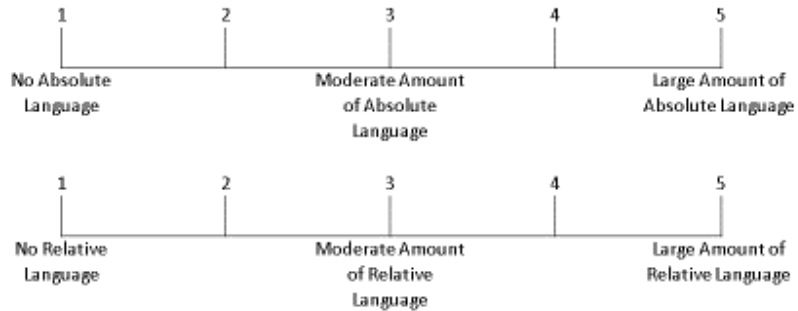 1 2 3 4 5
No Absolute Moderate Amount Large Amount of
Language of Absolute Absolute Language
Language
1 2 3 4 5
No Relative Moderate Amount Large Amount of
Language of Relative Relative Language
Language